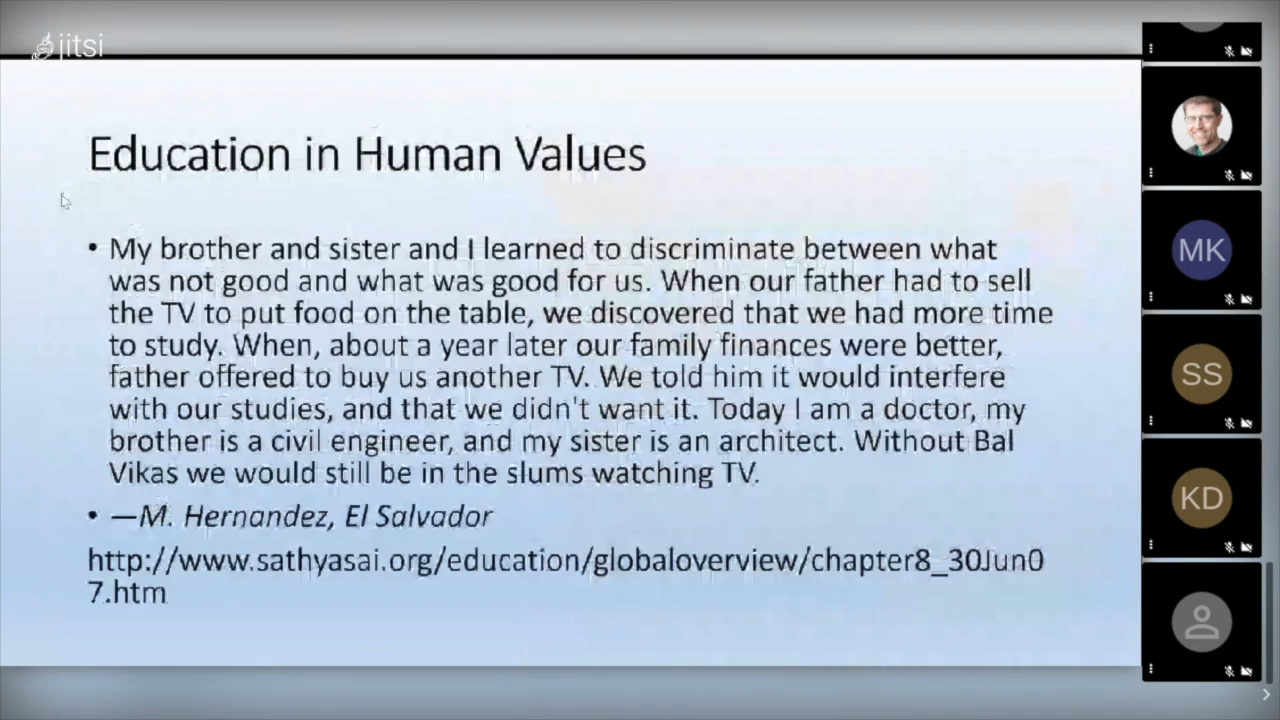 jitsi
Education in Human Values
• My brother and sister and I learned to discriminate between what
was not good and what was good for us. When our father had to sell
the TV to put food on the table, we discovered that we had more time
to study. When, about a year later our family finances were better,
father offered to buy us another TV. We told him it would interfere
with our studies, and that we didn't want it. Today I am a doctor, my
brother is a civil engineer, and my sister is an architect. Without Bal
Vikas we would still be in the slums watching TV.
• —M. Hernandez, El Salvador
http://www.sathyasai.org/education/globaloverview/chapter8_30Jun0
7.htm
MK
SS
KD